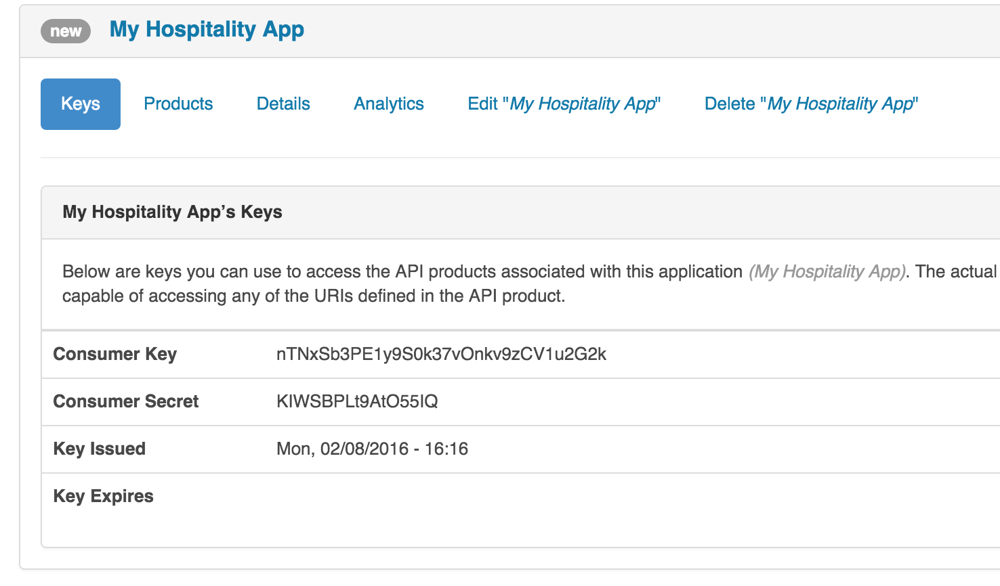 new My Hospitality App
Keys Products Details Analytics Edit "My Hospitality App" Delete "My Hospitality App"
My Hospitality App’s Keys
Below are keys you can use to access the API products associated with this application (My Hospitality App). The actual
capable of accessing any of the URIs defined in the API product.
Consumer Key nTNxSb3PE1y9S0k37vOnkv9zCV1u2G2k
Consumer Secret KIWSBPLt9AtO55IQ
Key Issued Mon, 02/08/2016 - 16:16
Key Expires